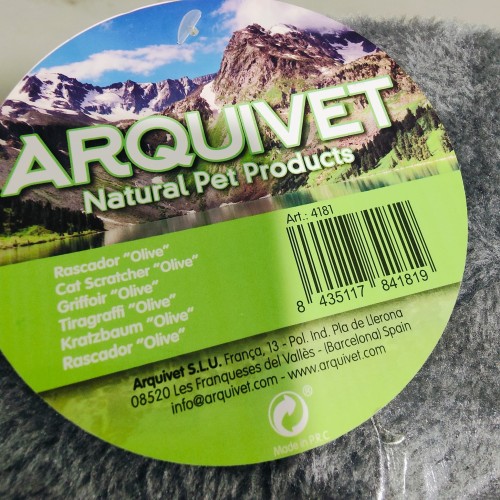 ARQUIVET
Natural Pet Products
Art.: 4181
8 435117 841819
Rascador "Olive"
Cat Scratcher "Olive"
Griffoir "Olive"
Tiragraffi "Olive"
Kratzbaum "Olive"
Rascador "Olive"
Arquivet S.L.U. França, 13 - Pol. Ind. Pla de Llerona
08520 Les Franqueses del Vallès - (Barcelona) Spain
info@arquivet.com - www.arquivet.com
Made in P.R.C